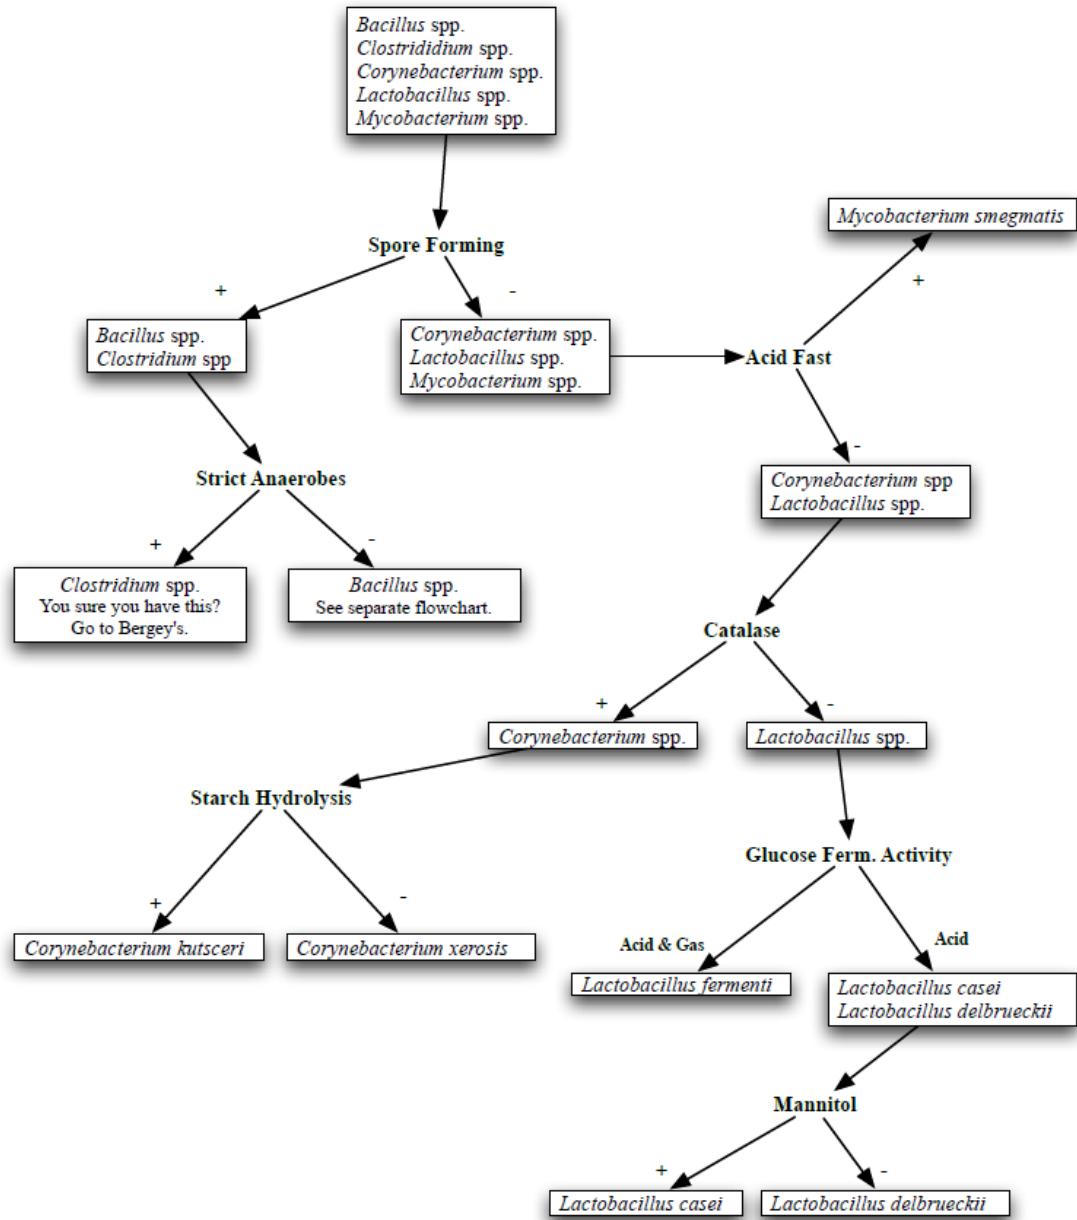 Bacillus spp.
Clostrididium spp.
Corynebacterium spp.
Lactobacillus spp.
Mycobacterium spp.
Mycobacterium smegmatis
Spore Forming
+
-
+
Bacillus spp.
Clostridium spp
Corynebacterium spp.
Lactobacillus spp.
Mycobacterium spp.
Acid Fast
-
Strict Anaerobes
Corynebacterium spp
Lactobacillus spp.
+
-
Clostridium spp.
You sure you have this?
Go to Bergey's.
Bacillus spp.
See separate flowchart.
Catalase
+
-
Corynebacterium spp.
Lactobacillus spp.
Starch Hydrolysis
Glucose Ferm. Activity
+
-
Corynebacterium kutsceri
Corynebacterium xerosis
Acid & Gas
Acid
Lactobacillus fermenti
Lactobacillus casei
Lactobacillus delbrueckii
Mannitol
+
-
Lactobacillus casei
Lactobacillus delbrueckii